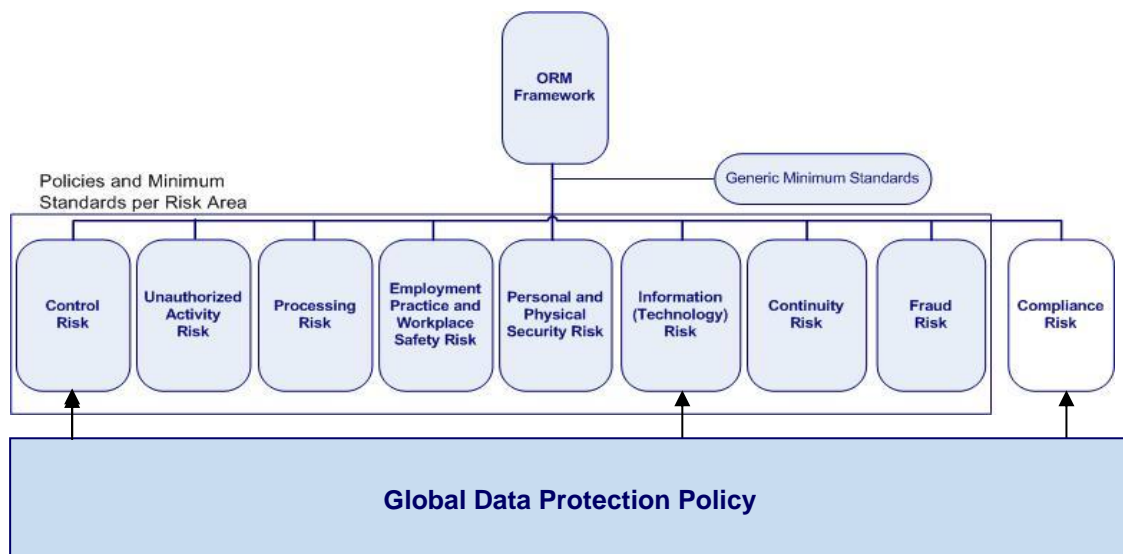 ORM
Framework
Generic Minimum Standards
Policies and Minimum
Standards per Risk Area
Control
Risk
Unauthorized
Activity
Risk
Processing
Risk
Employment
Practice and
Workplace
Safety Risk
Personal and
Physical
Security Risk
Information
(Technology)
Risk
Continuity
Risk
Fraud
Risk
Compliance
Risk
Global Data Protection Policy